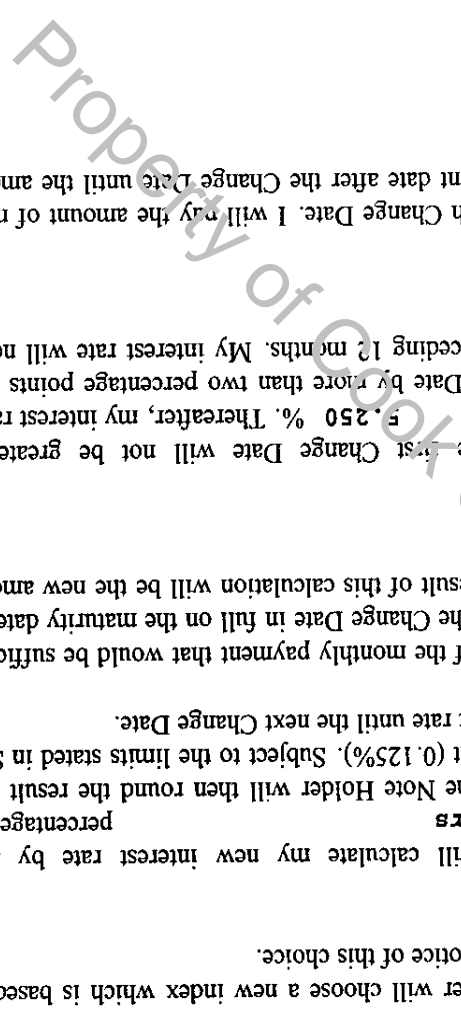 er will choose a new index which is based
otice of this choice.
ill calculate my new interest rate by
rs percentage
he Note Holder will then round the result
t (0.125%). Subject to the limits stated in S
t rate until the next Change Date.
f the monthly payment that would be suffic
he Change Date in full on the maturity date
esult of this calculation will be the new amo
e first Change Date will not be greate
5.250 %. Thereafter, my interest ra
Date by more than two percentage points
ceding 12 months. My interest rate will no
h Change Date. I will pay the amount of
nt date after the Change Date until the am
Property of Cook